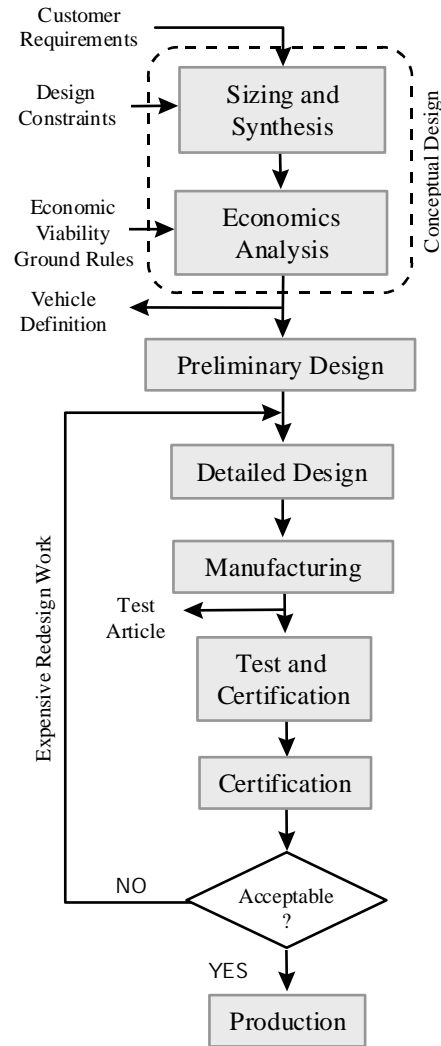 Customer
Requirements
Sizing and
Synthesis
Design
Constraints
Conceptual Design
Economic
Viability
Ground Rules
Economics
Analysis
Vehicle
Definition
Preliminary Design
Detailed Design
Manufacturing
Test
Article
Expensive Redesign Work
Test and
Certification
Certification
NO
Acceptable
?
YES
Production